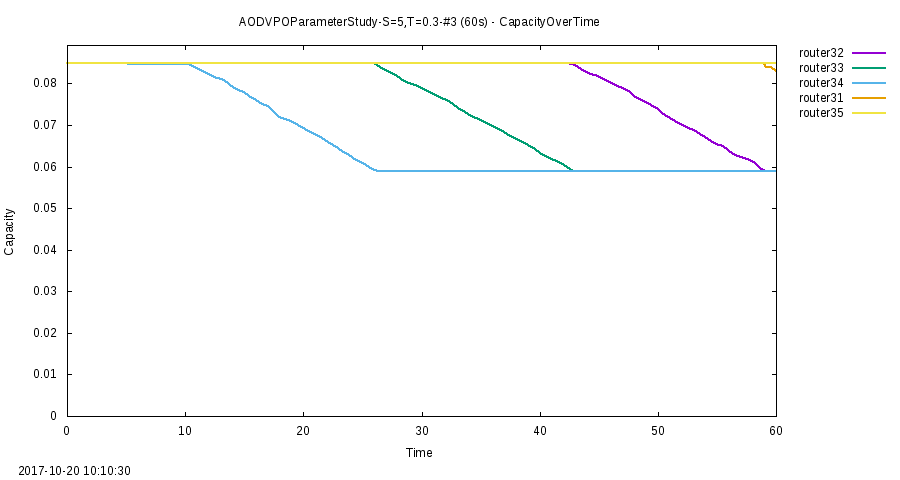 AODVPOParameterStudy-S=5,T=0.3-#3 (60s) - CapacityOverTime
router32
router33
router34
router31
router35
0.08
0.07
0.06
0.05
0.04
0.03
0.02
0.01
0
Capacity
0 10 20 30 40 50 60
Time
2017-10-20 10:10:30